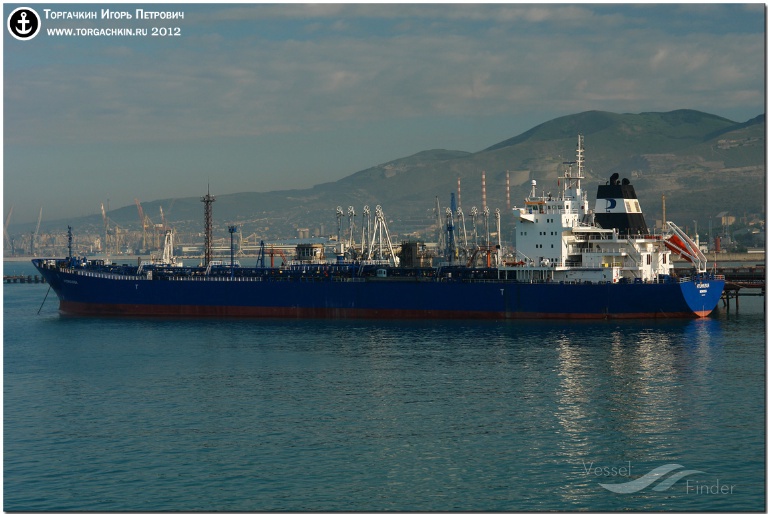 Торгачкин Игорь Петрович
www.torgachkin.ru 2012
P
Vessel
Finder